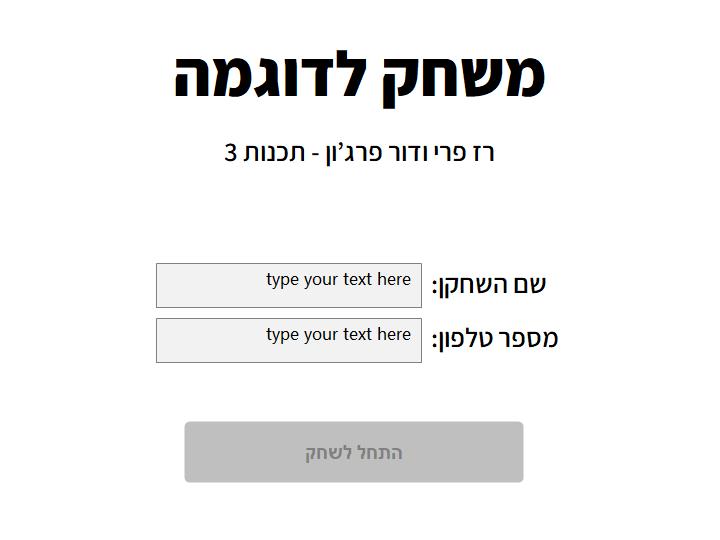 משחק לדוגמה
רז פרי ודור פרג'ון - תכנות 3
שם השחקן: type your text here
מספר טלפון: type your text here
התחל לשחק